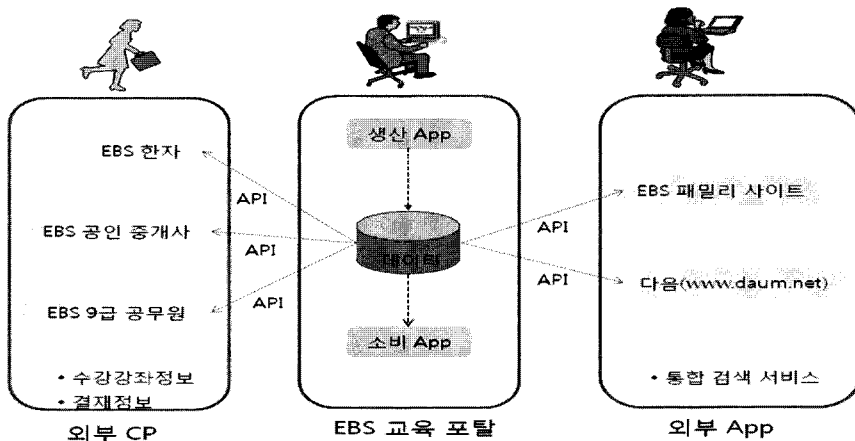 EBS 한자
EBS 공인 중개사
EBS 9급 공무원
• 수강강좌정보
• 결재정보
외부 CP
API
API
API
생산 App
데이터
소비 App
EBS 교육 포탈
API
API
EBS 패밀리 사이트
다음(www.daum.net)
• 통합 검색 서비스
외부 App